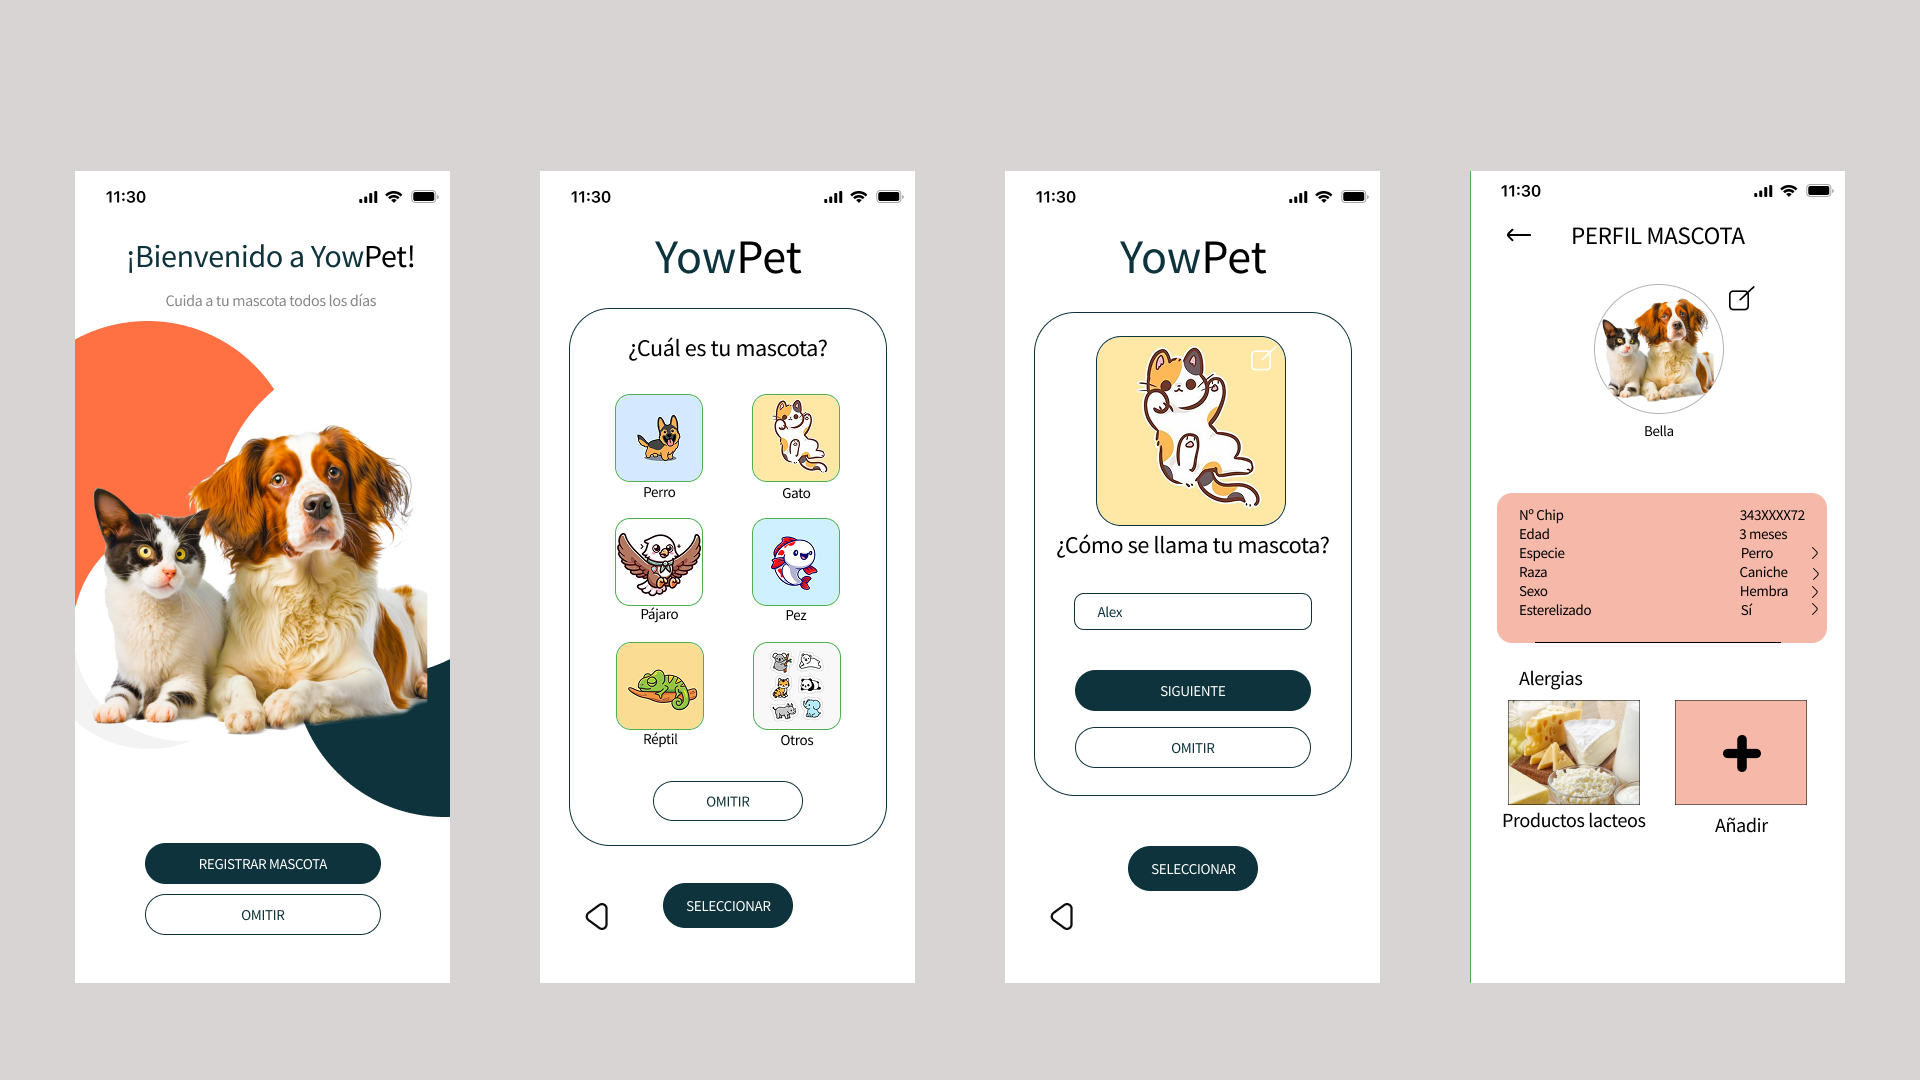 11:30
¡Bienvenido a YowPet!
Cuida a tu mascota todos los días
REGISTRAR MASCOTA
OMITIR
11:30
YowPet
¿Cuál es tu mascota?
Perro
Gato
Pájaro
Pez
Réptil
Otros
OMITIR
SELECCIONAR
11:30
YowPet
¿Cómo se llama tu mascota?
Alex
SIGUIENTE
OMITIR
SELECCIONAR
11:30
PERFIL MASCOTA
Bella
Nº Chip 343XXXX72
Edad 3 meses
Especie Perro
Raza Caniche
Sexo Hembra
Esterelizado Sí
Alergias
Productos lacteos
Añadir